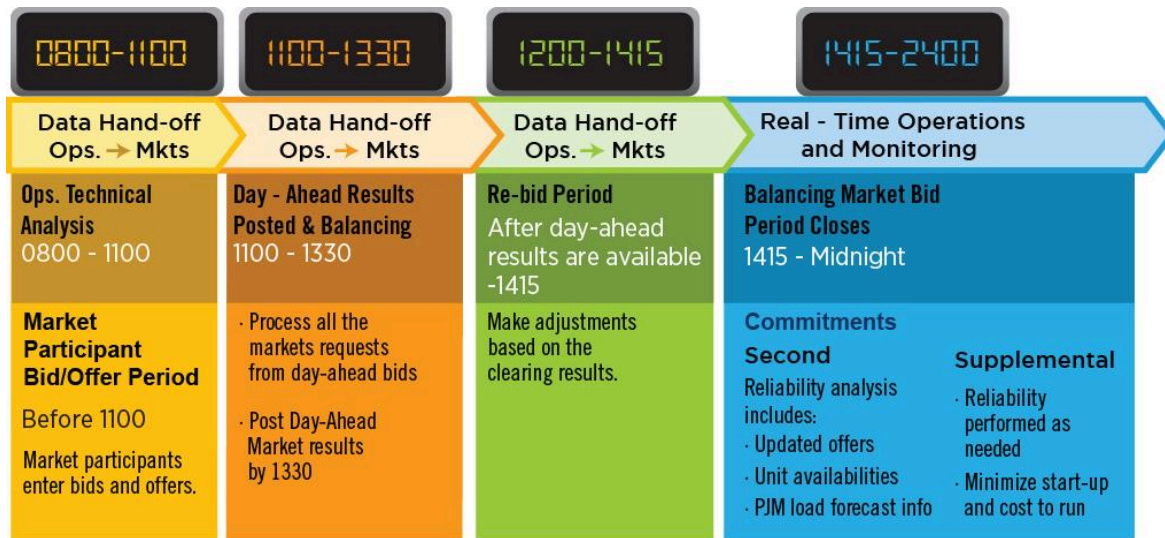 0800-1100
1100-1330
1200-1415
1415-2400
Data Hand-off
Ops. → Mkts
Data Hand-off
Ops. → Mkts
Data Hand-off
Ops. → Mkts
Real - Time Operations
and Monitoring
Ops. Technical
Analysis
0800 - 1100
Day - Ahead Results
Posted & Balancing
1100 - 1330
Re-bid Period
After day-ahead
results are available
-1415
Balancing Market Bid
Period Closes
1415 - Midnight
Market
Participant
Bid/Offer Period
Before 1100
Market participants
enter bids and offers.
· Process all the
markets requests
from day-ahead bids
· Post Day-Ahead
Market results
by 1330
Make adjustments
based on the
clearing results.
Commitments
Second
Reliability analysis
includes:
· Updated offers
· Unit availabilities
· PJM load forecast info
Supplemental
· Reliability
performed as
needed
· Minimize start-up
and cost to run